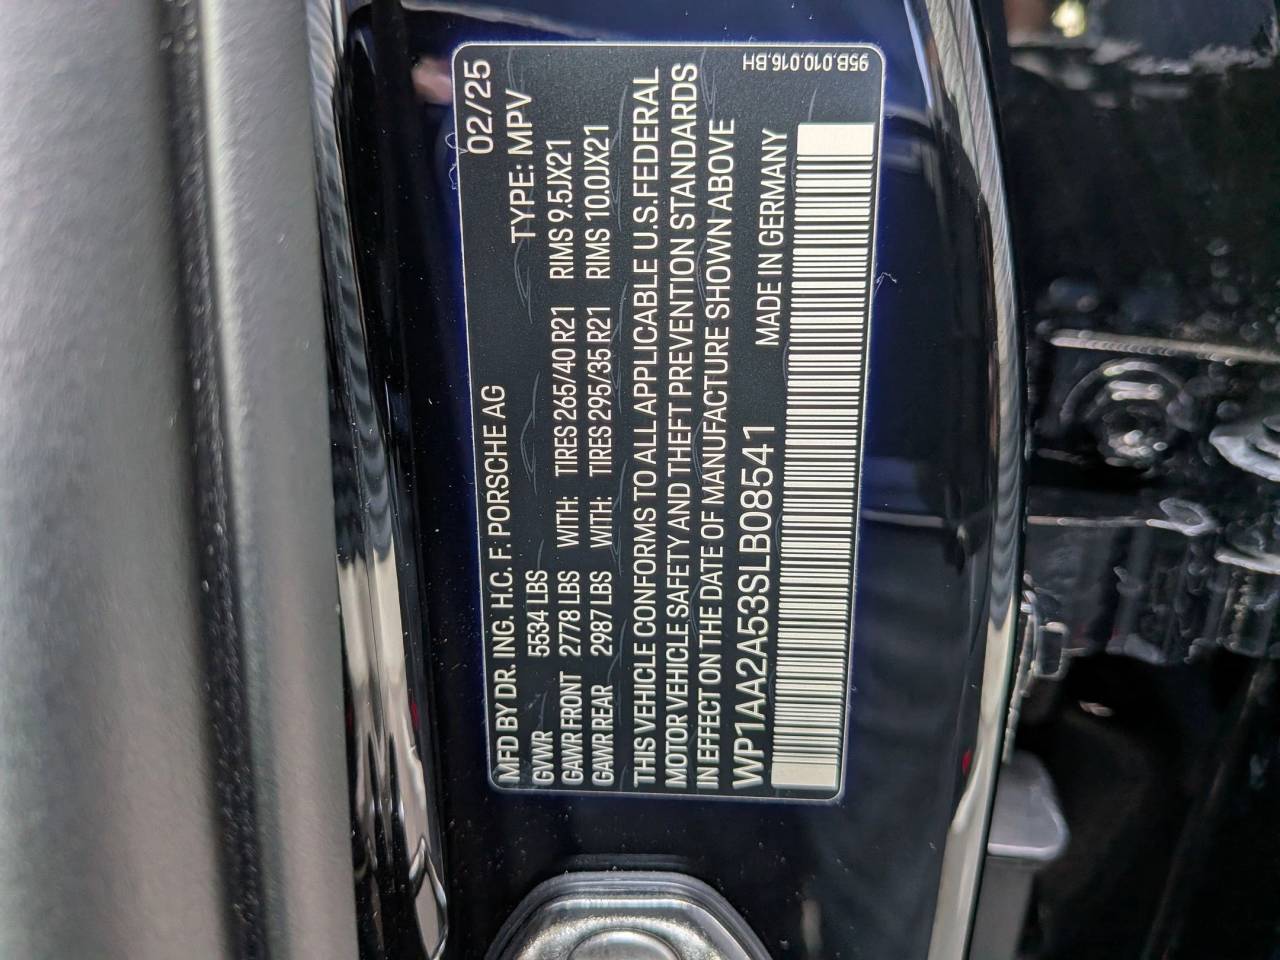 MFD BY DR. ING. H.C. F. PORSCHE AG 02/25
GVWR 5534 LBS TYPE: MPV
GAWR FRONT 2778 LBS WITH: TIRES 265/40 R21 RIMS 9.5JX21
GAWR REAR 2987 LBS WITH: TIRES 295/35 R21 RIMS 10.0JX21
THIS VEHICLE CONFORMS TO ALL APPLICABLE U.S.FEDERAL
MOTOR VEHICLE SAFETY AND THEFT PREVENTION STANDARDS
IN EFFECT ON THE DATE OF MANUFACTURE SHOWN ABOVE
WP1AA2A53SLB08541 MADE IN GERMANY
95B.010.016.BH